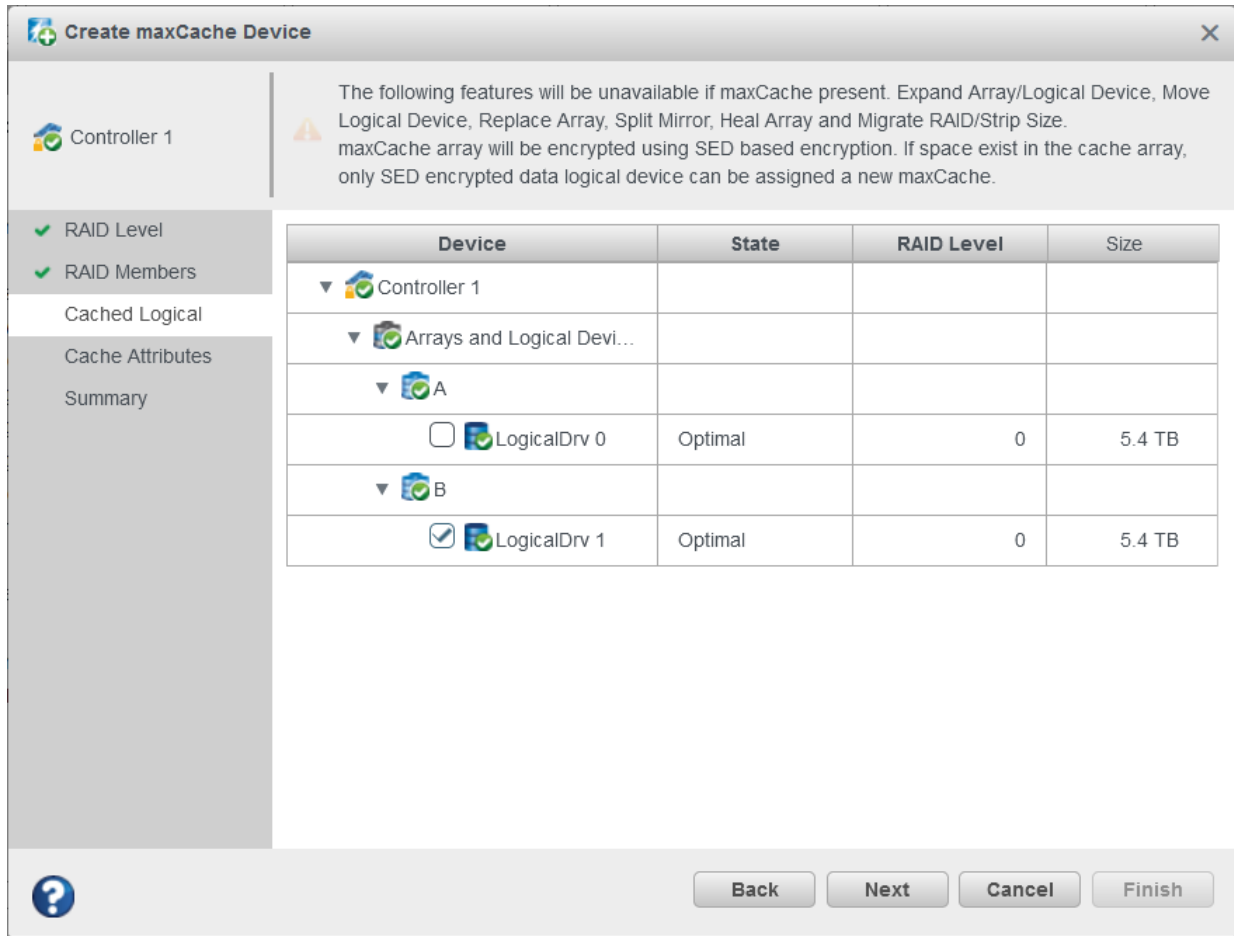 Create maxCache Device
Controller 1
The following features will be unavailable if maxCache present. Expand Array/Logical Device, Move
Logical Device, Replace Array, Split Mirror, Heal Array and Migrate RAID/Strip Size.
maxCache array will be encrypted using SED based encryption. If space exist in the cache array,
only SED encrypted data logical device can be assigned a new maxCache.
RAID Level
RAID Members
Cached Logical
Cache Attributes
Summary
Device State RAID Level Size
Controller 1
Arrays and Logical Devi...
A
LogicalDrv 0 Optimal 0 5.4 TB
B
LogicalDrv 1 Optimal 0 5.4 TB
? Back Next Cancel Finish